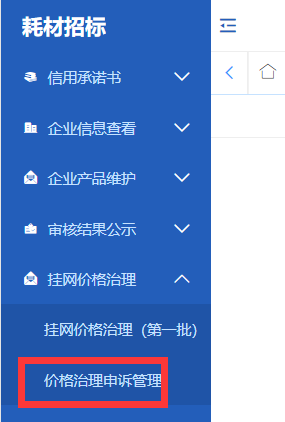 耗材招标
信用承诺书
企业信息查看
企业产品维护
审核结果公示
挂网价格治理
挂网价格治理（第一批）
价格治理申诉管理